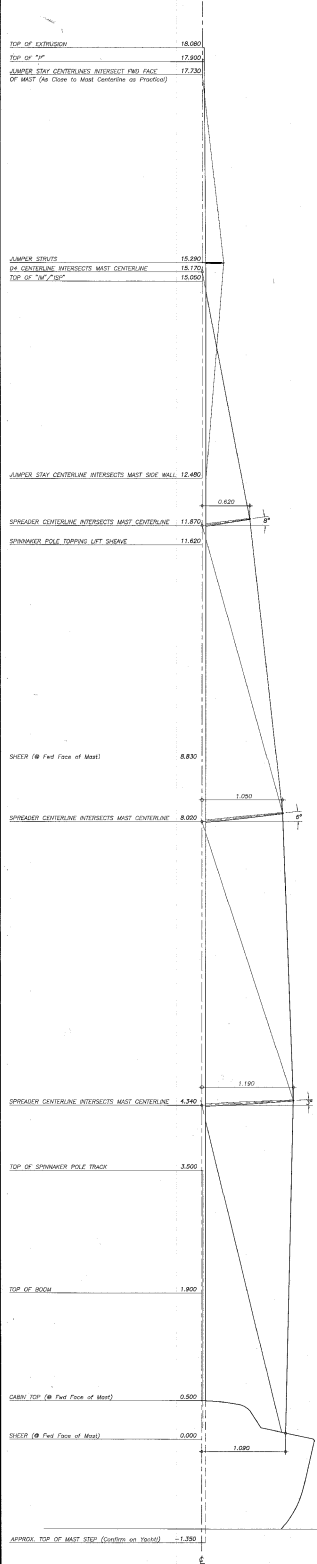 TOP OF EXTRUSION 18.060
TOP OF "P" 17.900
JUMPER STAY CENTERLINES INTERSECT FWD FACE 17.730
OF MAST (As Close to Mast Centerline as Practical)
JUMPER STRUTS 15.290
D4 CENTERLINE INTERSECTS MAST CENTERLINE 15.170
TOP OF "IM"/"ISP" 15.050
JUMPER STAY CENTERLINE INTERSECTS MAST SIDE WALL 12.480
0.620
SPREADER CENTERLINE INTERSECTS MAST CENTERLINE 11.870
8°
SPINNAKER POLE TOPPING LIFT SHEAVE 11.620
SHEER (@ Fwd Face of Mast) 8.830
1.050
SPREADER CENTERLINE INTERSECTS MAST CENTERLINE 8.020
6°
1.190
SPREADER CENTERLINE INTERSECTS MAST CENTERLINE 4.340
TOP OF SPINNAKER POLE TRACK 3.500
TOP OF BOOM 1.900
CABIN TOP (@ Fwd Face of Mast) 0.500
SHEER (@ Fwd Face of Mast) 0.000
1.090
APPROX. TOP OF MAST STEP (Confirm on Yacht!) -1.350
℄